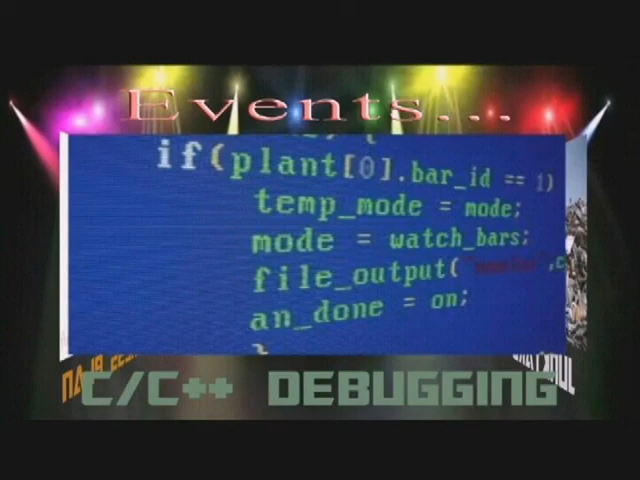 Events...
if(plant[0].bar_id == 1)
temp_mode = mode;
mode = watch_bars;
file_output(
an_done = on;
}
C/C++ DEBUGGING